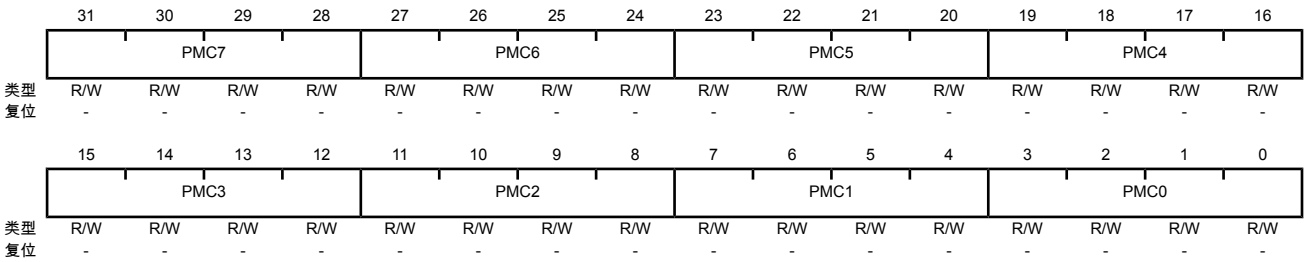 31 30 29 28 27 26 25 24 23 22 21 20 19 18 17 16
PMC7 PMC6 PMC5 PMC4
类型 R/W R/W R/W R/W R/W R/W R/W R/W R/W R/W R/W R/W R/W R/W R/W R/W
复位 - - - - - - - - - - - - - - - -
15 14 13 12 11 10 9 8 7 6 5 4 3 2 1 0
PMC3 PMC2 PMC1 PMC0
类型 R/W R/W R/W R/W R/W R/W R/W R/W R/W R/W R/W R/W R/W R/W R/W R/W
复位 - - - - - - - - - - - - - - - -